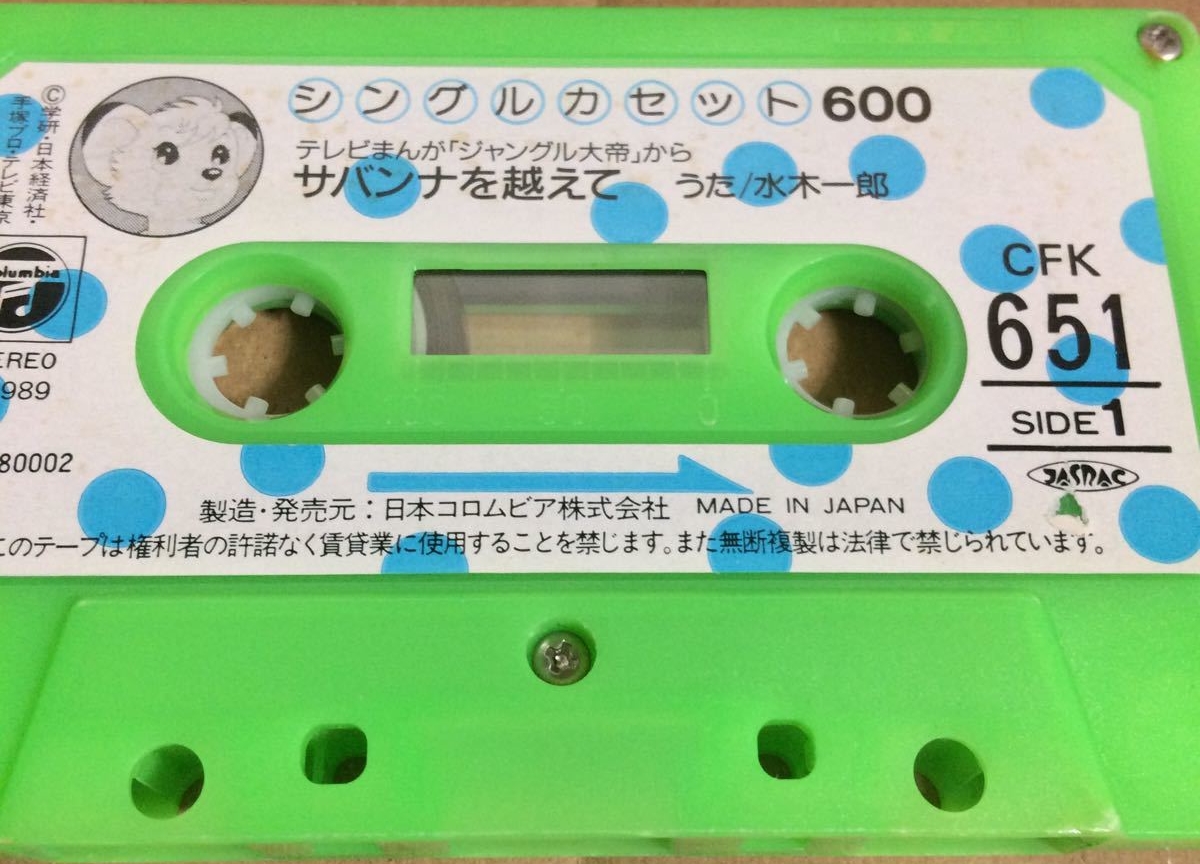 シングルカセット600
テレビまんが「ジャングル大帝」から
サバンナを越えて うた/水木一郎
©学研・日本経済社・
手塚プロ・テレビ東京
olumbia
EREO
989
80002
CFK
651
SIDE 1
JASRAC
製造・発売元:日本コロムビア株式会社 MADE IN JAPAN
このテープは権利者の許諾なく賃貸業に使用することを禁じます。また無断複製は法律で禁じられています。